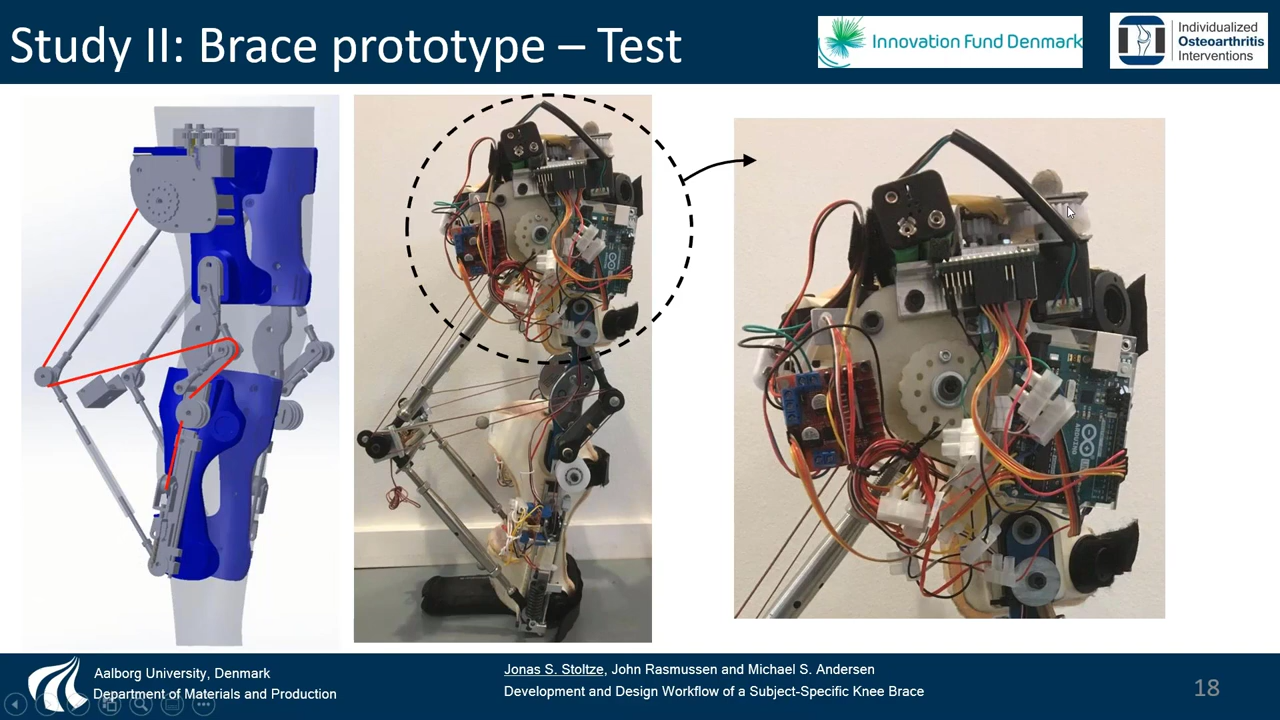 Study II: Brace prototype – Test
Innovation Fund Denmark
Individualized
Osteoarthritis
Interventions
ARDUINO
Aalborg University, Denmark
Department of Materials and Production
Jonas S. Stoltze, John Rasmussen and Michael S. Andersen
Development and Design Workflow of a Subject-Specific Knee Brace
18